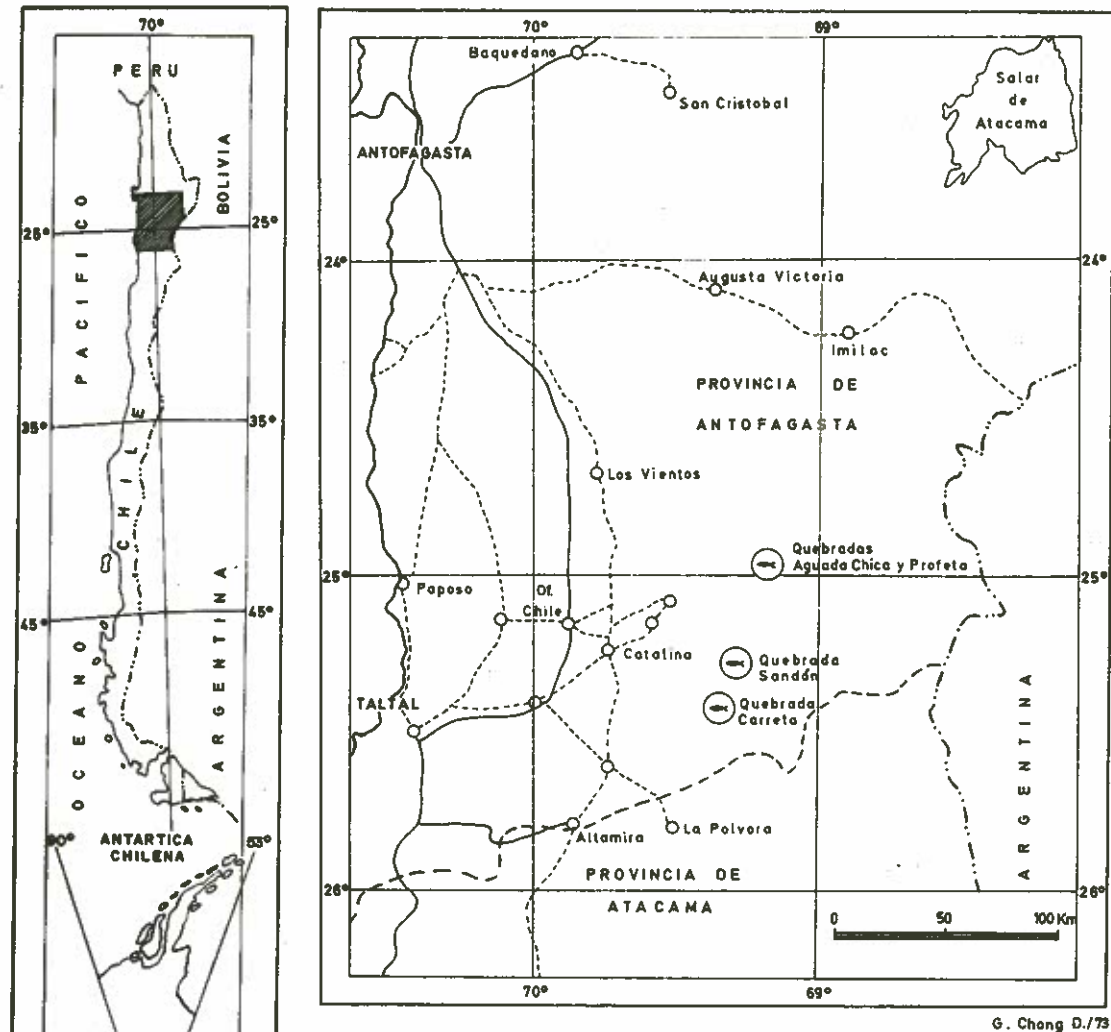 70°
PERU
BOLIVIA
PACIFICO
25°
25°
CHILE
35°
35°
45°
45°
OCEANO
ARGENTINA
90°
53°
ANTARTICA
CHILENA
70°
69°
Baquedano
San Cristobal
Salar
de
Atacama
ANTOFAGASTA
24°
24°
Augusta Victoria
Imilac
PROVINCIA DE
ANTOFAGASTA
Los Vientos
Quebradas
Aguada Chica y Profeta
25°
25°
Paposo
Of.
Chile
Catalina
Quebrada
Sandón
Quebrada
Carreta
TALTAL
ARGENTINA
Altamira
La Polvora
PROVINCIA DE
ATACAMA
26°
26°
0 50 100 Km
70°
69°
G. Chong D./73